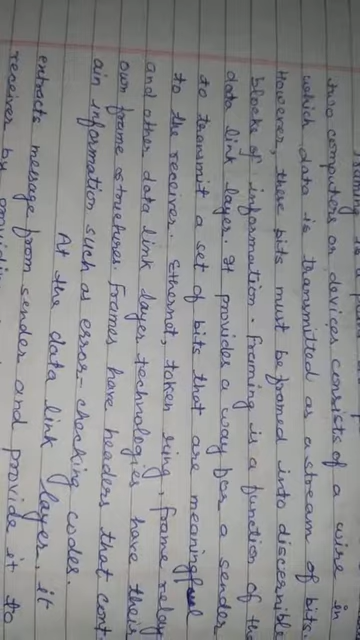 two computers or devices consists of a wire in
which data is transmitted as a stream of bits.
However, these bits must be framed into discernible
blocks of information. Framing is a function of the
data link layer. It provides a way for a sender
to transmit a set of bits that are meaningful
to the receiver. Ethernet, token ring, frame relay
and other data link layer technologies have their
own frame structures. Frames have headers that cont-
ain information such as error-checking codes.
At the data link layer, it
extracts message from sender and provide it to
receiver by providing